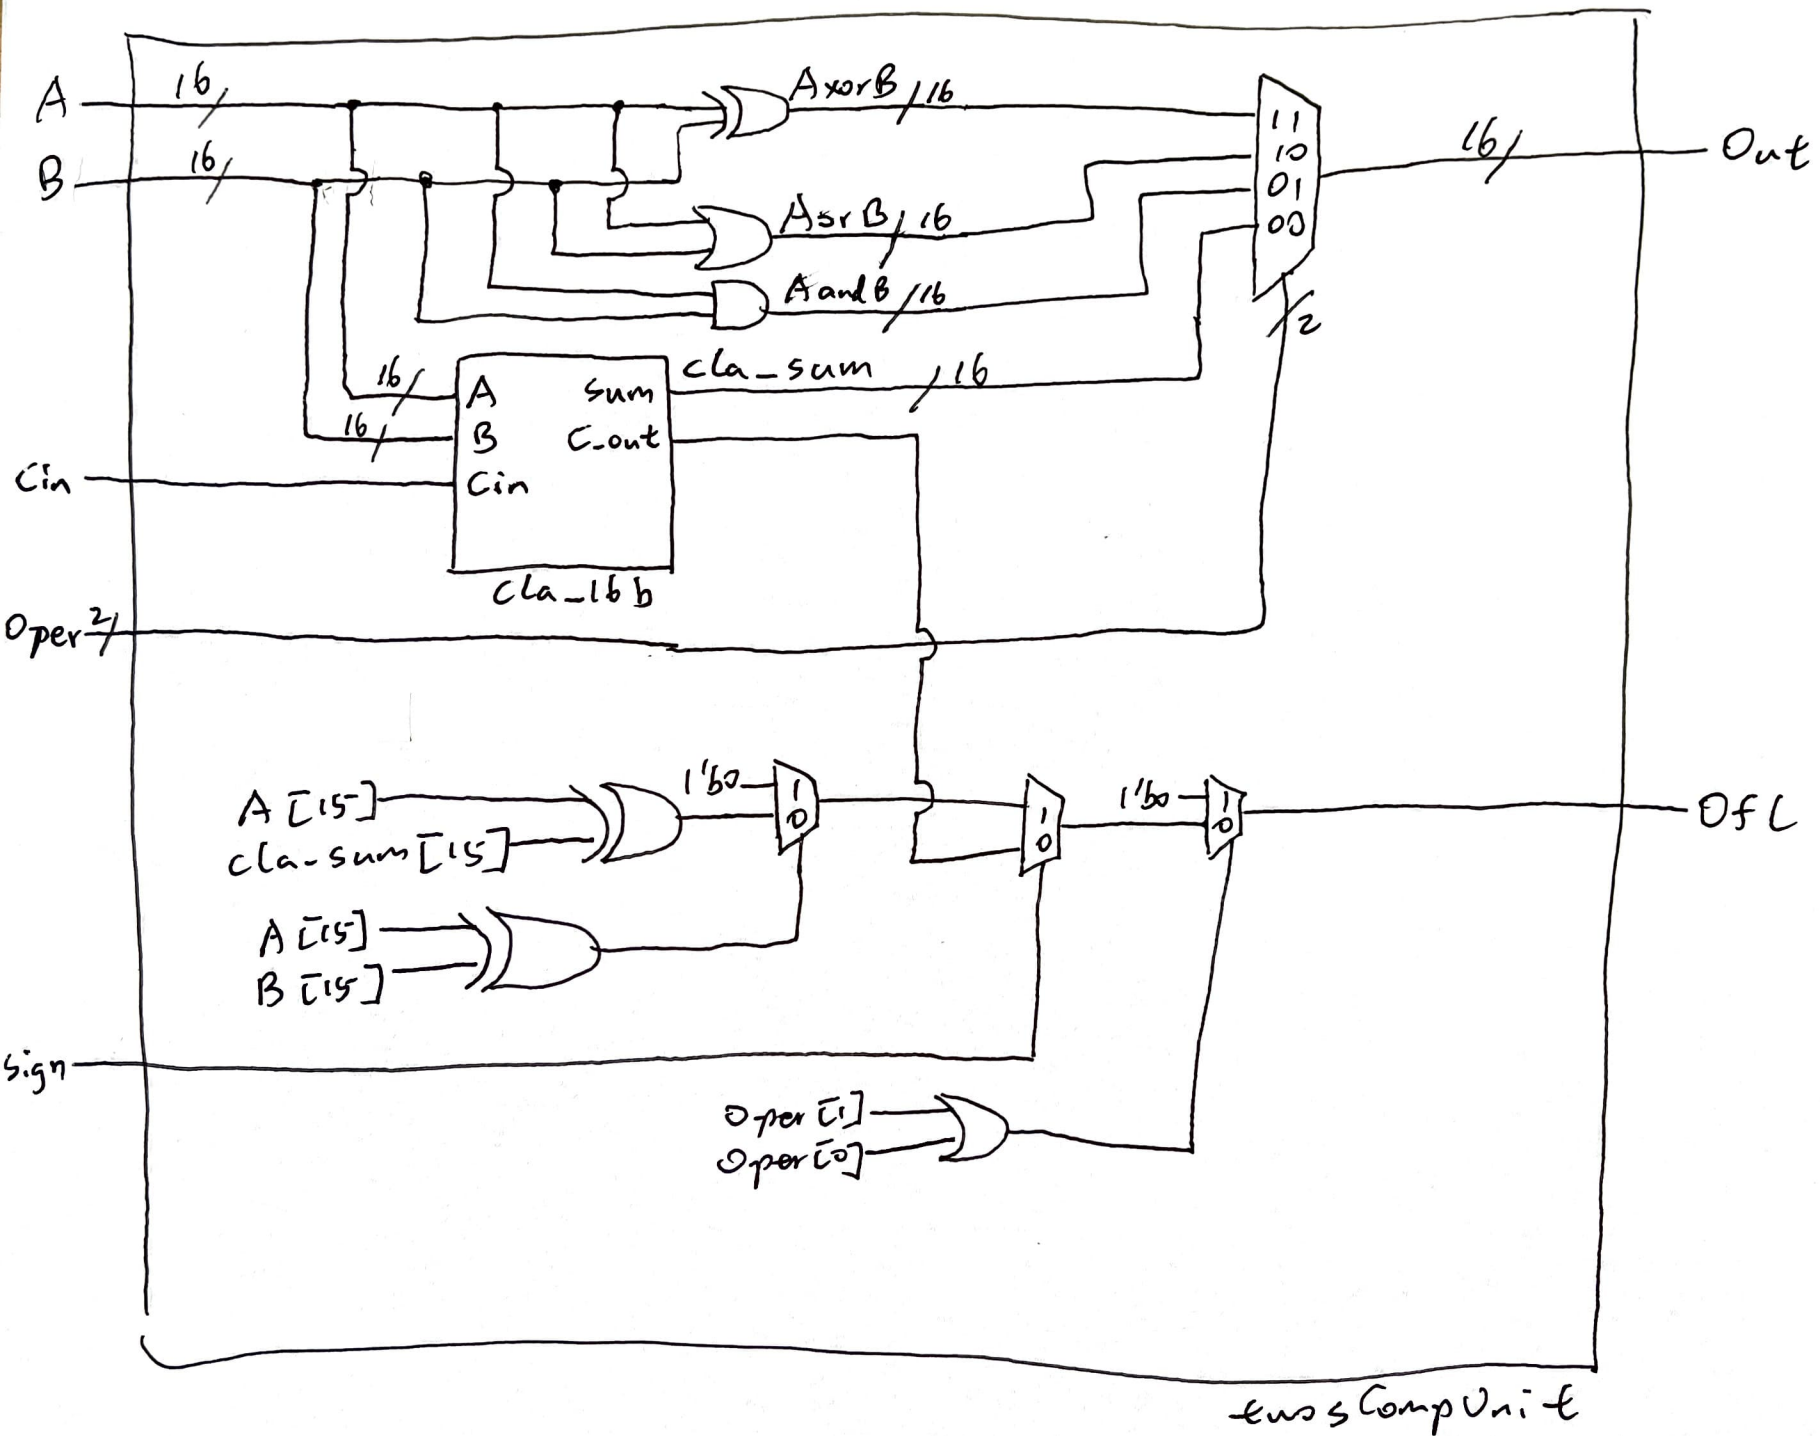 A 16
B 16
AxorB 16
11
10
01
00
16 Out
AorB 16
AandB 16
2
16 A sum cla_sum 16
16 B C_out
Cin Cin
cla_16b
Oper 2
A[15]
cla_sum[15]
1'b0
1
0
1
0
1'b0
1
0
Ofl
A[15]
B[15]
sign
Oper[1]
Oper[0]
twosCompUnit